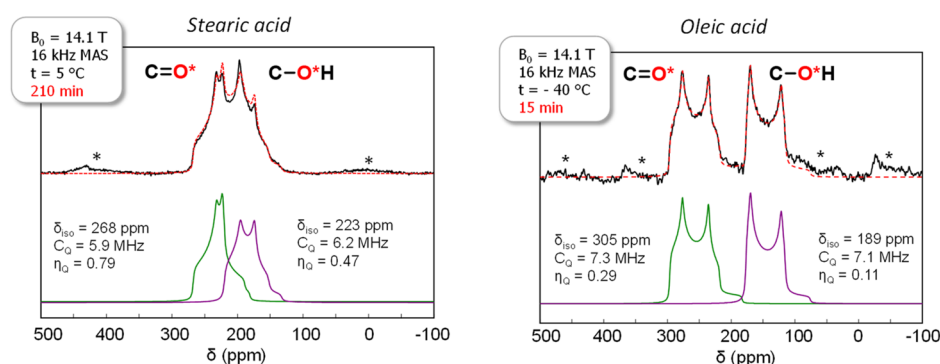 Stearic acid
B₀ = 14.1 T
16 kHz MAS
t = 5 °C
210 min
C=O*
C–O*H
*
*
δiso = 268 ppm
CQ = 5.9 MHz
ηQ = 0.79
δiso = 223 ppm
CQ = 6.2 MHz
ηQ = 0.47
500 400 300 200 100 0 -100
δ (ppm)
Oleic acid
B₀ = 14.1 T
16 kHz MAS
t = - 40 °C
15 min
C=O*
C–O*H
*
*
*
*
δiso = 305 ppm
CQ = 7.3 MHz
ηQ = 0.29
δiso = 189 ppm
CQ = 7.1 MHz
ηQ = 0.11
500 400 300 200 100 0 -100
δ (ppm)